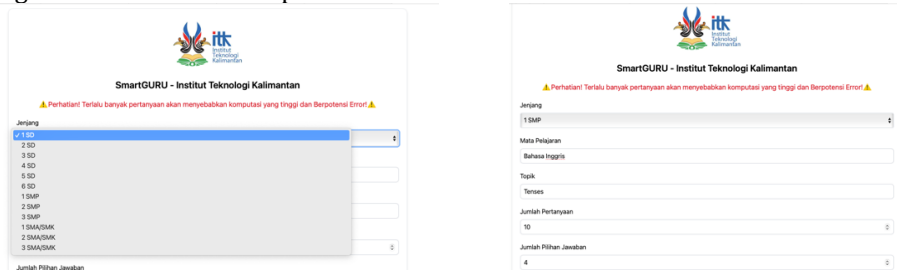 itk
Institut
Teknologi
Kalimantan
SmartGURU - Institut Teknologi Kalimantan
⚠️ Perhatian! Terlalu banyak pertanyaan akan menyebabkan komputasi yang tinggi dan Berpotensi Error!⚠️
Jenjang
✓ 1 SD
2 SD
3 SD
4 SD
5 SD
6 SD
1 SMP
2 SMP
3 SMP
1 SMA/SMK
2 SMA/SMK
3 SMA/SMK
Jumlah Pilihan Jawaban
itk
Institut
Teknologi
Kalimantan
SmartGURU - Institut Teknologi Kalimantan
⚠️ Perhatian! Terlalu banyak pertanyaan akan menyebabkan komputasi yang tinggi dan Berpotensi Error!⚠️
Jenjang
1 SMP
Mata Pelajaran
Bahasa Inggris
Topik
Tenses
Jumlah Pertanyaan
10
Jumlah Pilihan Jawaban
4